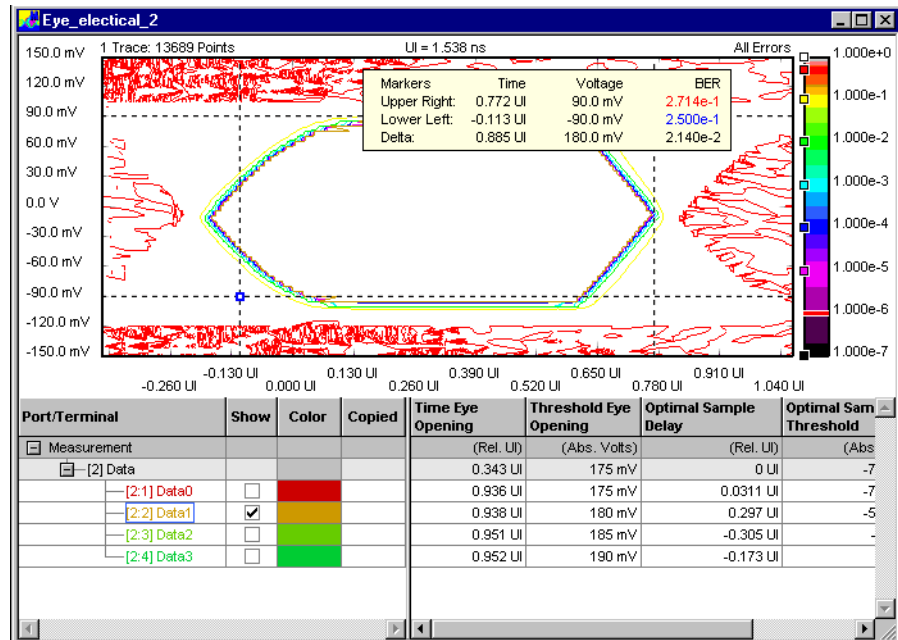 Eye_electical_2
1 Trace: 13689 Points UI = 1.538 ns All Errors
150.0 mV
120.0 mV
90.0 mV
60.0 mV
30.0 mV
0.0 V
-30.0 mV
-60.0 mV
-90.0 mV
-120.0 mV
-150.0 mV
Markers Time Voltage BER
Upper Right: 0.772 UI 90.0 mV 2.714e-1
Lower Left: -0.113 UI -90.0 mV 2.500e-1
Delta: 0.885 UI 180.0 mV 2.140e-2
1.000e+0
1.000e-1
1.000e-2
1.000e-3
1.000e-4
1.000e-5
1.000e-6
1.000e-7
-0.130 UI 0.130 UI 0.390 UI 0.650 UI 0.910 UI
-0.260 UI 0.000 UI 0.260 UI 0.520 UI 0.780 UI 1.040 UI
Port/Terminal Show Color Copied Time Eye Opening Threshold Eye Opening Optimal Sample Delay Optimal Sam Threshold
Measurement (Rel. UI) (Abs. Volts) (Rel. UI) (Abs
[2] Data 0.343 UI 175 mV 0 UI -7
[2:1] Data0 0.936 UI 175 mV 0.0311 UI -7
[2:2] Data1 0.938 UI 180 mV 0.297 UI -5
[2:3] Data2 0.951 UI 185 mV -0.305 UI -
[2:4] Data3 0.952 UI 190 mV -0.173 UI